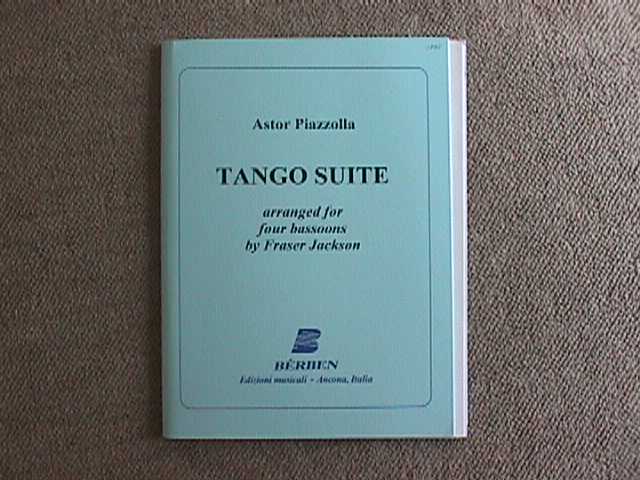 Astor Piazzolla
TANGO SUITE
arranged for
four bassoons
by Fraser Jackson
BÈRBEN
Edizioni musicali - Ancona, Italia